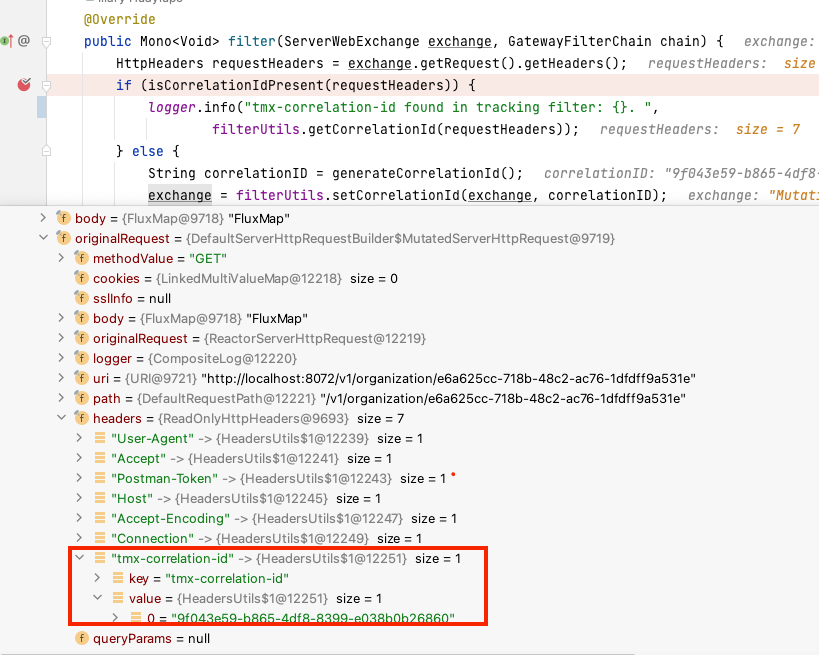 @Override
public Mono<Void> filter(ServerWebExchange exchange, GatewayFilterChain chain) { exchange:
HttpHeaders requestHeaders = exchange.getRequest().getHeaders(); requestHeaders: size
if (isCorrelationIdPresent(requestHeaders)) {
logger.info("tmx-correlation-id found in tracking filter: {}. ",
filterUtils.getCorrelationId(requestHeaders)); requestHeaders: size = 7
} else {
String correlationID = generateCorrelationId(); correlationID: "9f043e59-b865-4df8-
exchange = filterUtils.setCorrelationId(exchange, correlationID); exchange: "Mutati
body = {FluxMap@9718} "FluxMap"
originalRequest = {DefaultServerHttpRequestBuilder$MutatedServerHttpRequest@9719}
methodValue = "GET"
cookies = {LinkedMultiValueMap@12218} size = 0
sslInfo = null
body = {FluxMap@9718} "FluxMap"
originalRequest = {ReactorServerHttpRequest@12219}
logger = {CompositeLog@12220}
uri = {URI@9721} "http://localhost:8072/v1/organization/e6a625cc-718b-48c2-ac76-1dfdff9a531e"
path = {DefaultRequestPath@12221} "/v1/organization/e6a625cc-718b-48c2-ac76-1dfdff9a531e"
headers = {ReadOnlyHttpHeaders@9693} size = 7
"User-Agent" -> {HeadersUtils$1@12239} size = 1
"Accept" -> {HeadersUtils$1@12241} size = 1
"Postman-Token" -> {HeadersUtils$1@12243} size = 1
"Host" -> {HeadersUtils$1@12245} size = 1
"Accept-Encoding" -> {HeadersUtils$1@12247} size = 1
"Connection" -> {HeadersUtils$1@12249} size = 1
"tmx-correlation-id" -> {HeadersUtils$1@12251} size = 1
key = "tmx-correlation-id"
value = {HeadersUtils$1@12251} size = 1
0 = "9f043e59-b865-4df8-8399-e038b0b26860"
queryParams = null